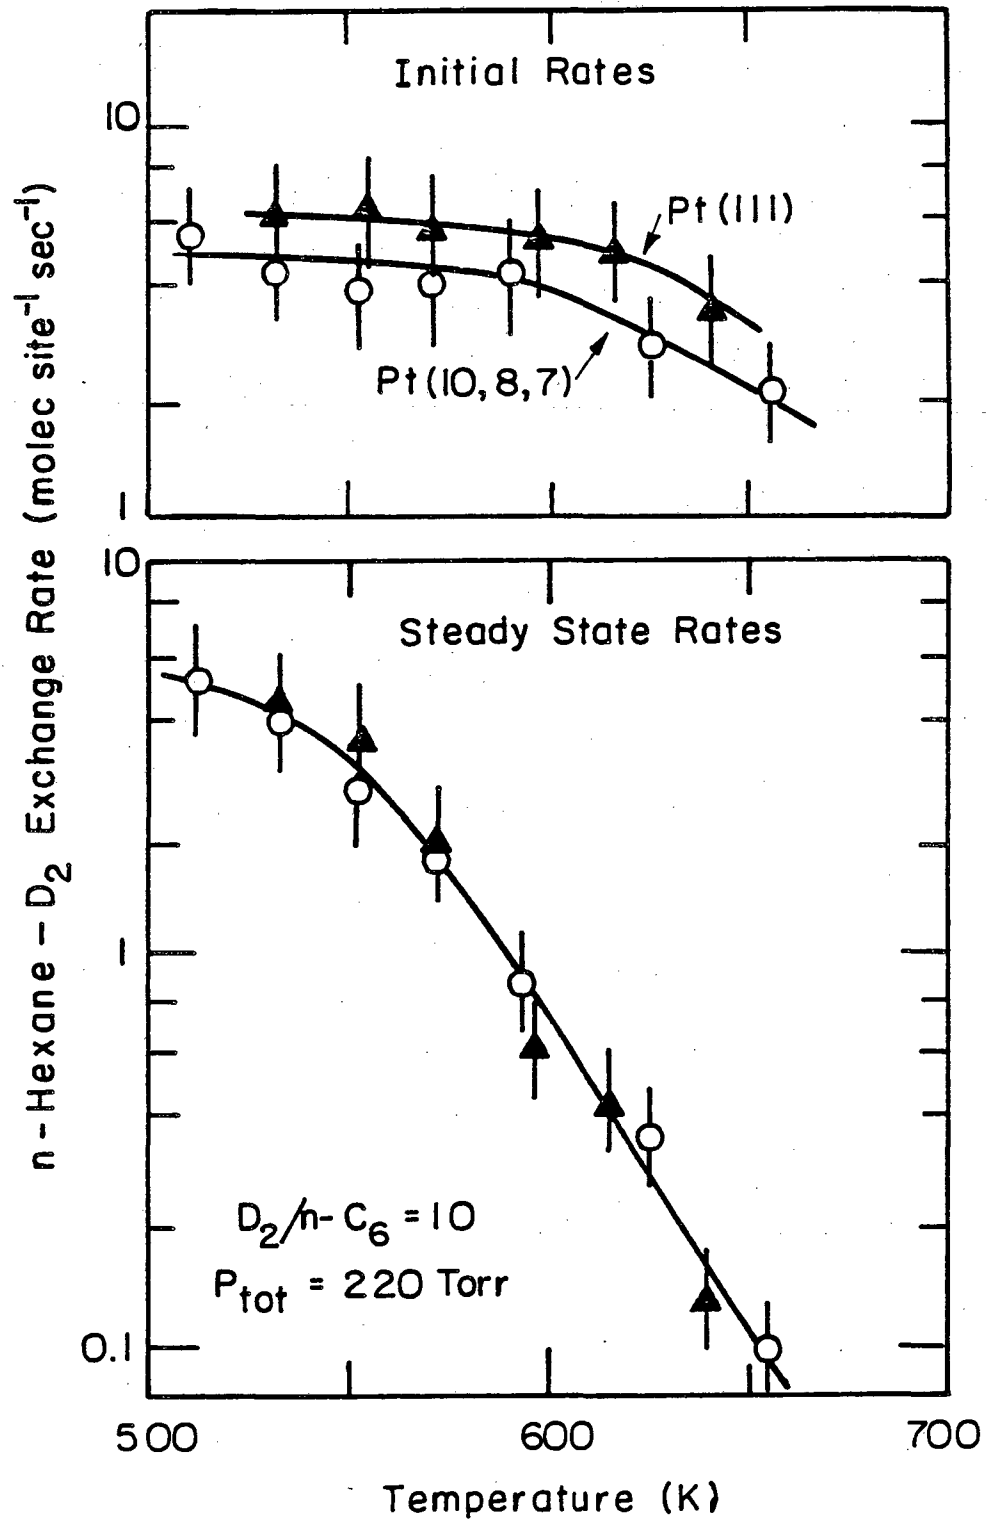 Initial Rates
10
Pt(111)
Pt(10,8,7)
1
n-Hexane-D₂ Exchange Rate (molec site⁻¹ sec⁻¹)
10
Steady State Rates
1
D₂/n-C₆ = 10
P_tot = 220 Torr
0.1
500 600 700
Temperature (K)